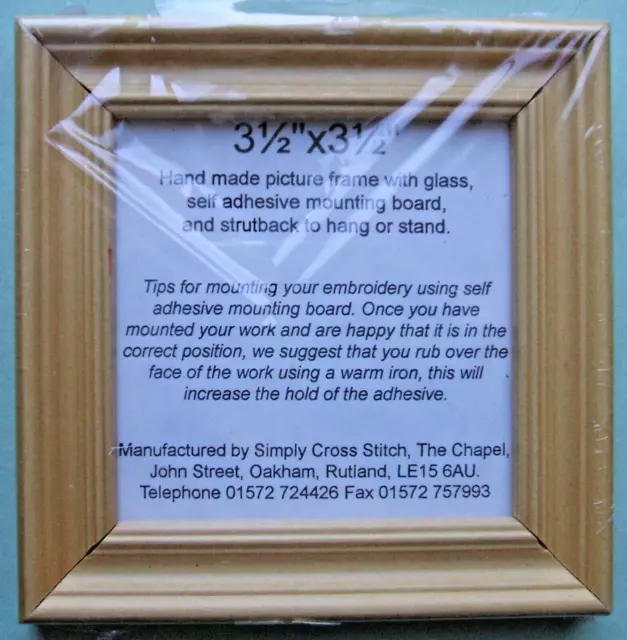 3½"x3½"
Hand made picture frame with glass,
self adhesive mounting board,
and strutback to hang or stand.
Tips for mounting your embroidery using self
adhesive mounting board. Once you have
mounted your work and are happy that it is in the
correct position, we suggest that you rub over the
face of the work using a warm iron, this will
increase the hold of the adhesive.
Manufactured by Simply Cross Stitch, The Chapel,
John Street, Oakham, Rutland, LE15 6AU.
Telephone 01572 724426 Fax 01572 757993